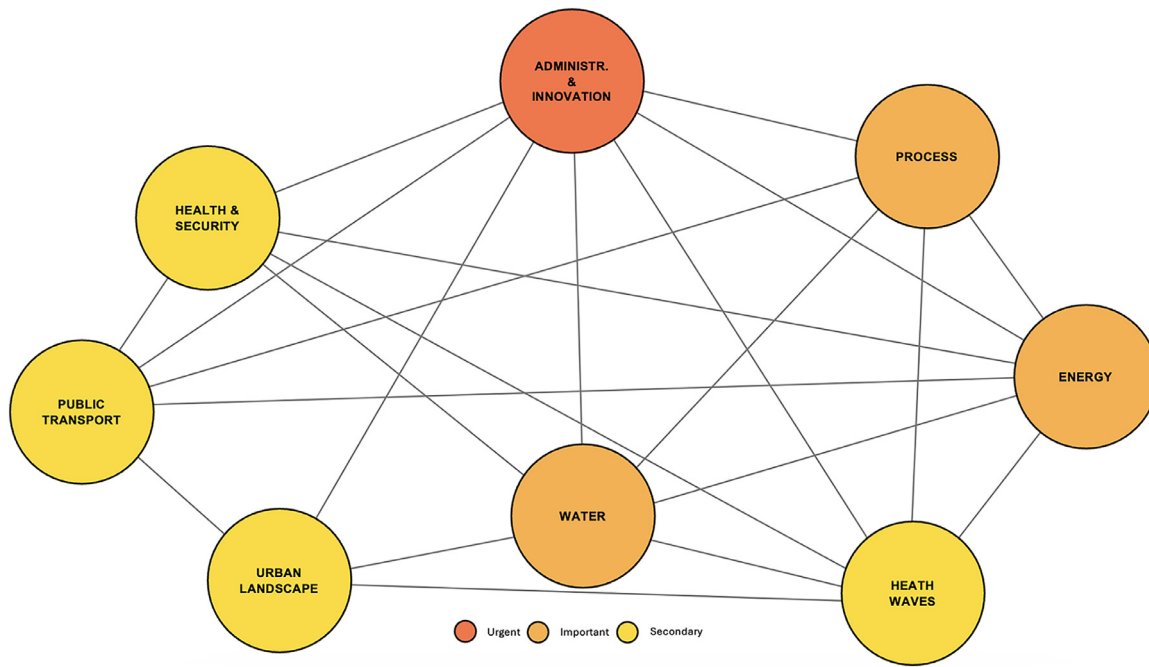 ADMINISTR.
&
INNOVATION
PROCESS
HEALTH &
SECURITY
ENERGY
PUBLIC
TRANSPORT
WATER
URBAN
LANDSCAPE
HEATH
WAVES
Urgent Important Secondary